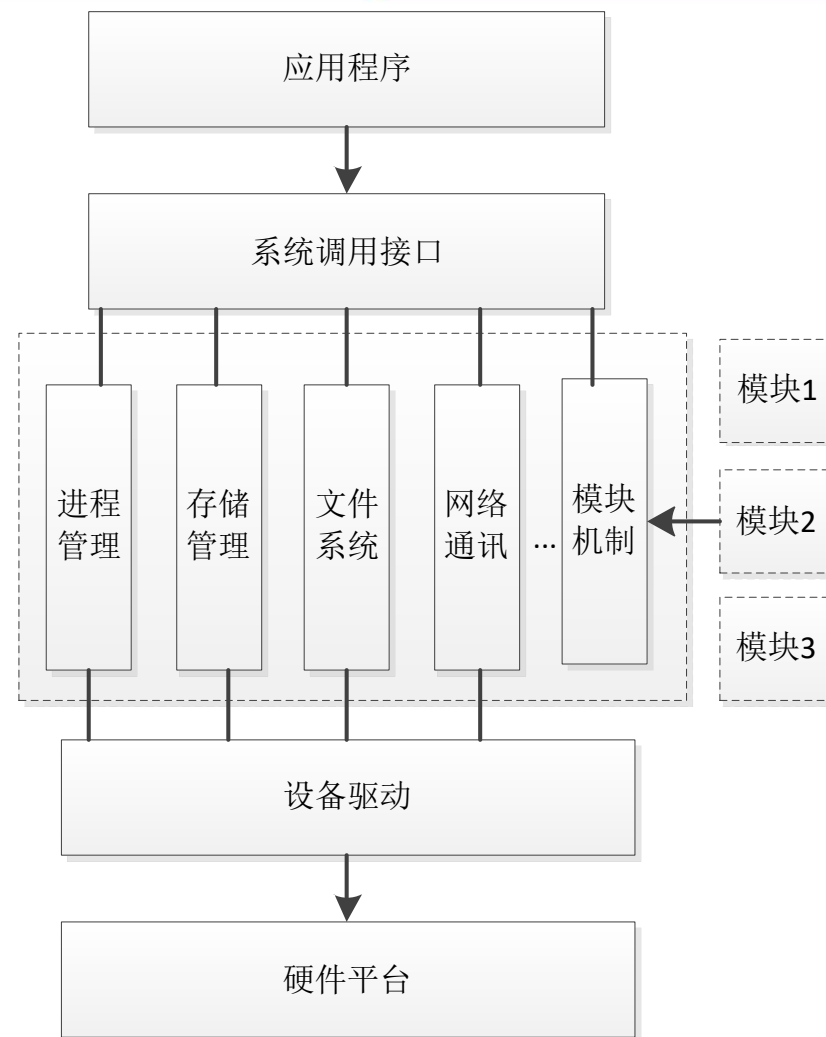 应用程序
系统调用接口
模块1
进程
管理
存储
管理
文件
系统
网络
通讯
...
模块
机制
模块2
模块3
设备驱动
硬件平台